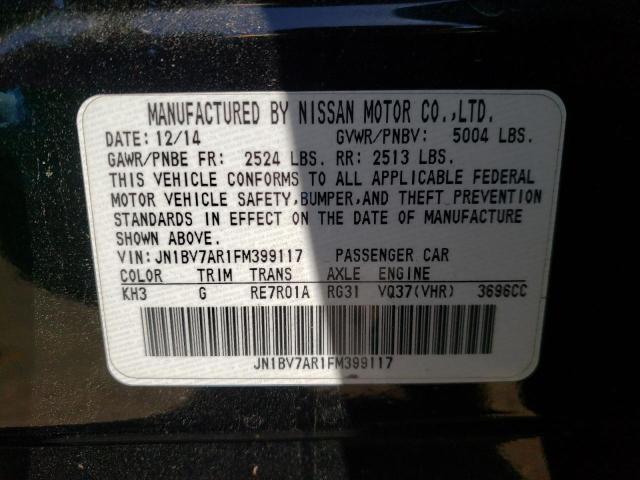 MANUFACTURED BY NISSAN MOTOR CO.,LTD.
DATE: 12/14 GVWR/PNBV: 5004 LBS.
GAWR/PNBE FR: 2524 LBS. RR: 2513 LBS.
THIS VEHICLE CONFORMS TO ALL APPLICABLE FEDERAL
MOTOR VEHICLE SAFETY,BUMPER,AND THEFT PREVENTION
STANDARDS IN EFFECT ON THE DATE OF MANUFACTURE
SHOWN ABOVE.
VIN: JN1BV7AR1FM399117 PASSENGER CAR
COLOR TRIM TRANS AXLE ENGINE
KH3 G RE7R01A RG31 VQ37(VHR) 3696CC
JN1BV7AR1FM399117